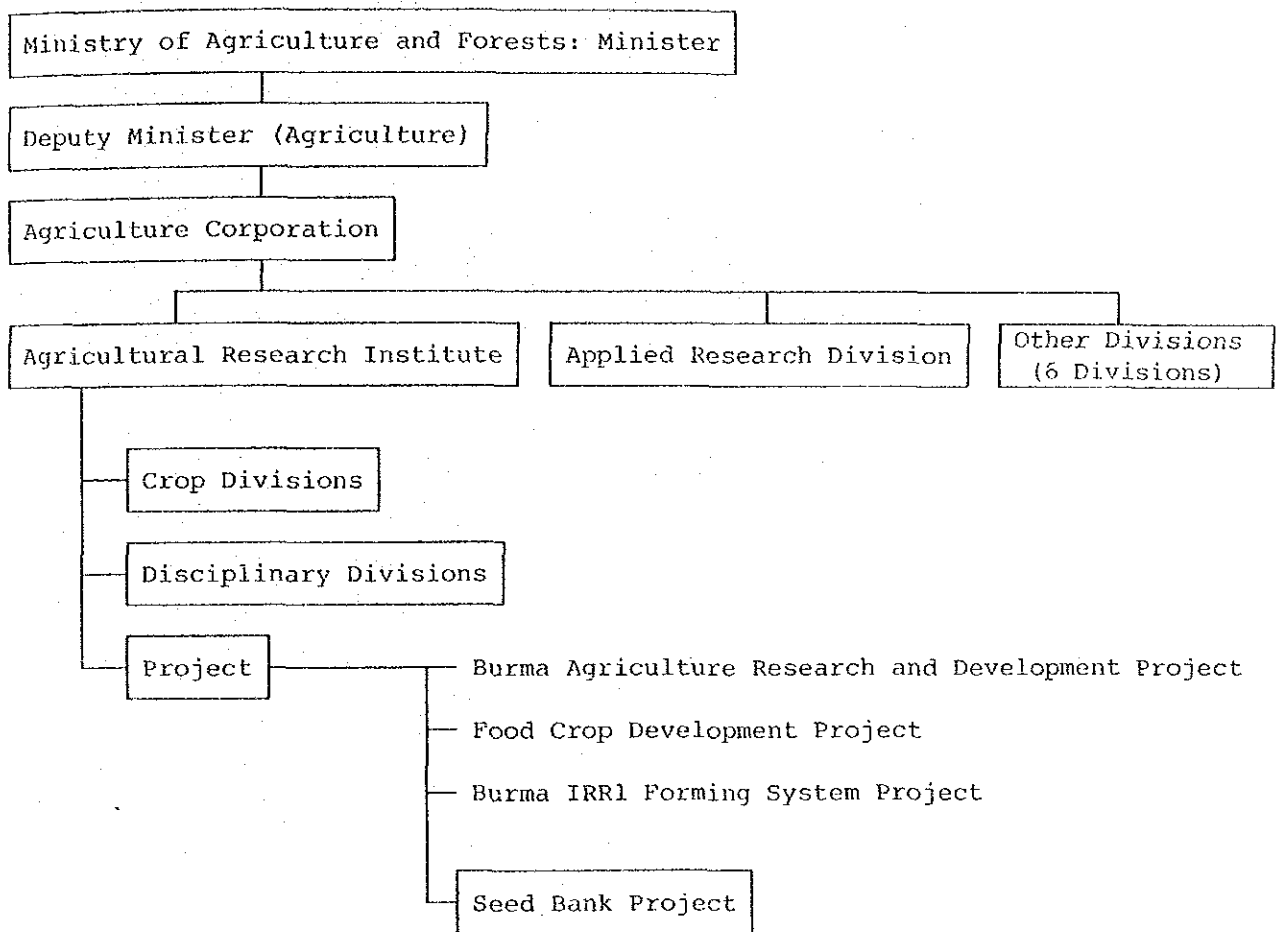 Ministry of Agriculture and Forests: Minister
Deputy Minister (Agriculture)
Agriculture Corporation
Agricultural Research Institute
Applied Research Division
Other Divisions
(6 Divisions)
Crop Divisions
Disciplinary Divisions
Project
Burma Agriculture Research and Development Project
Food Crop Development Project
Burma IRR1 Forming System Project
Seed Bank Project